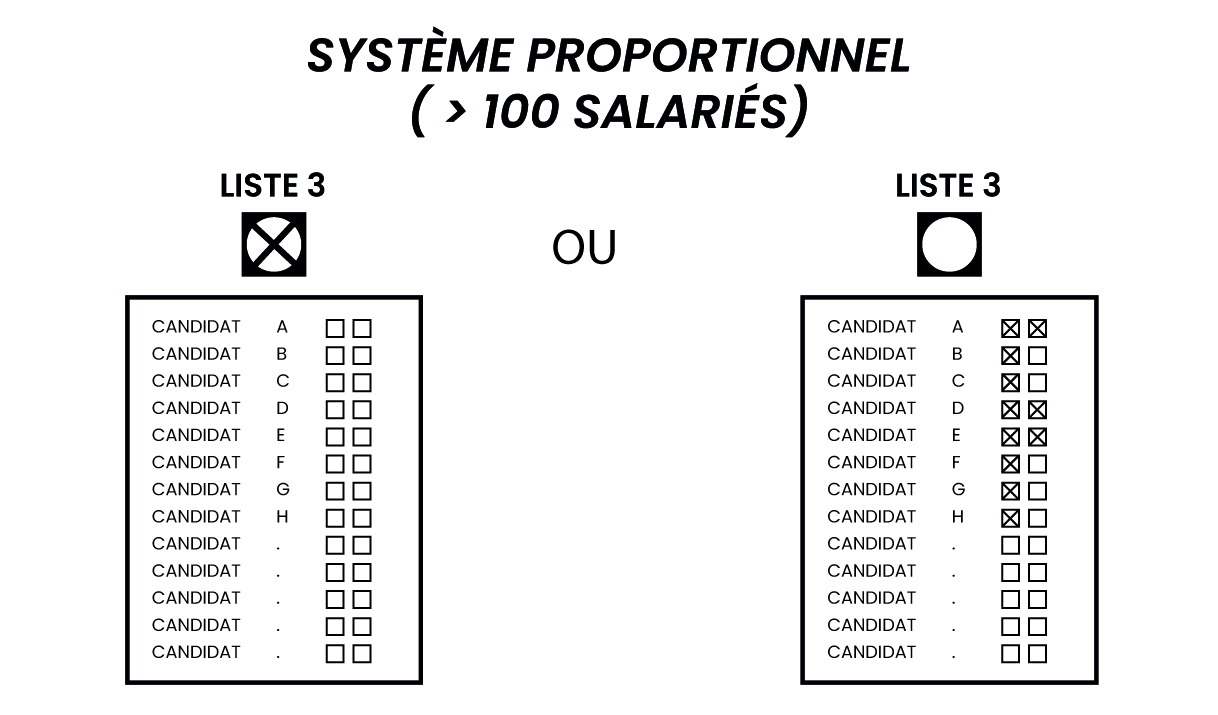 SYSTÈME PROPORTIONNEL
( > 100 SALARIÉS)
LISTE 3
OU
LISTE 3
CANDIDAT A
CANDIDAT B
CANDIDAT C
CANDIDAT D
CANDIDAT E
CANDIDAT F
CANDIDAT G
CANDIDAT H
CANDIDAT .
CANDIDAT .
CANDIDAT .
CANDIDAT .
CANDIDAT .
CANDIDAT A
CANDIDAT B
CANDIDAT C
CANDIDAT D
CANDIDAT E
CANDIDAT F
CANDIDAT G
CANDIDAT H
CANDIDAT .
CANDIDAT .
CANDIDAT .
CANDIDAT .
CANDIDAT .